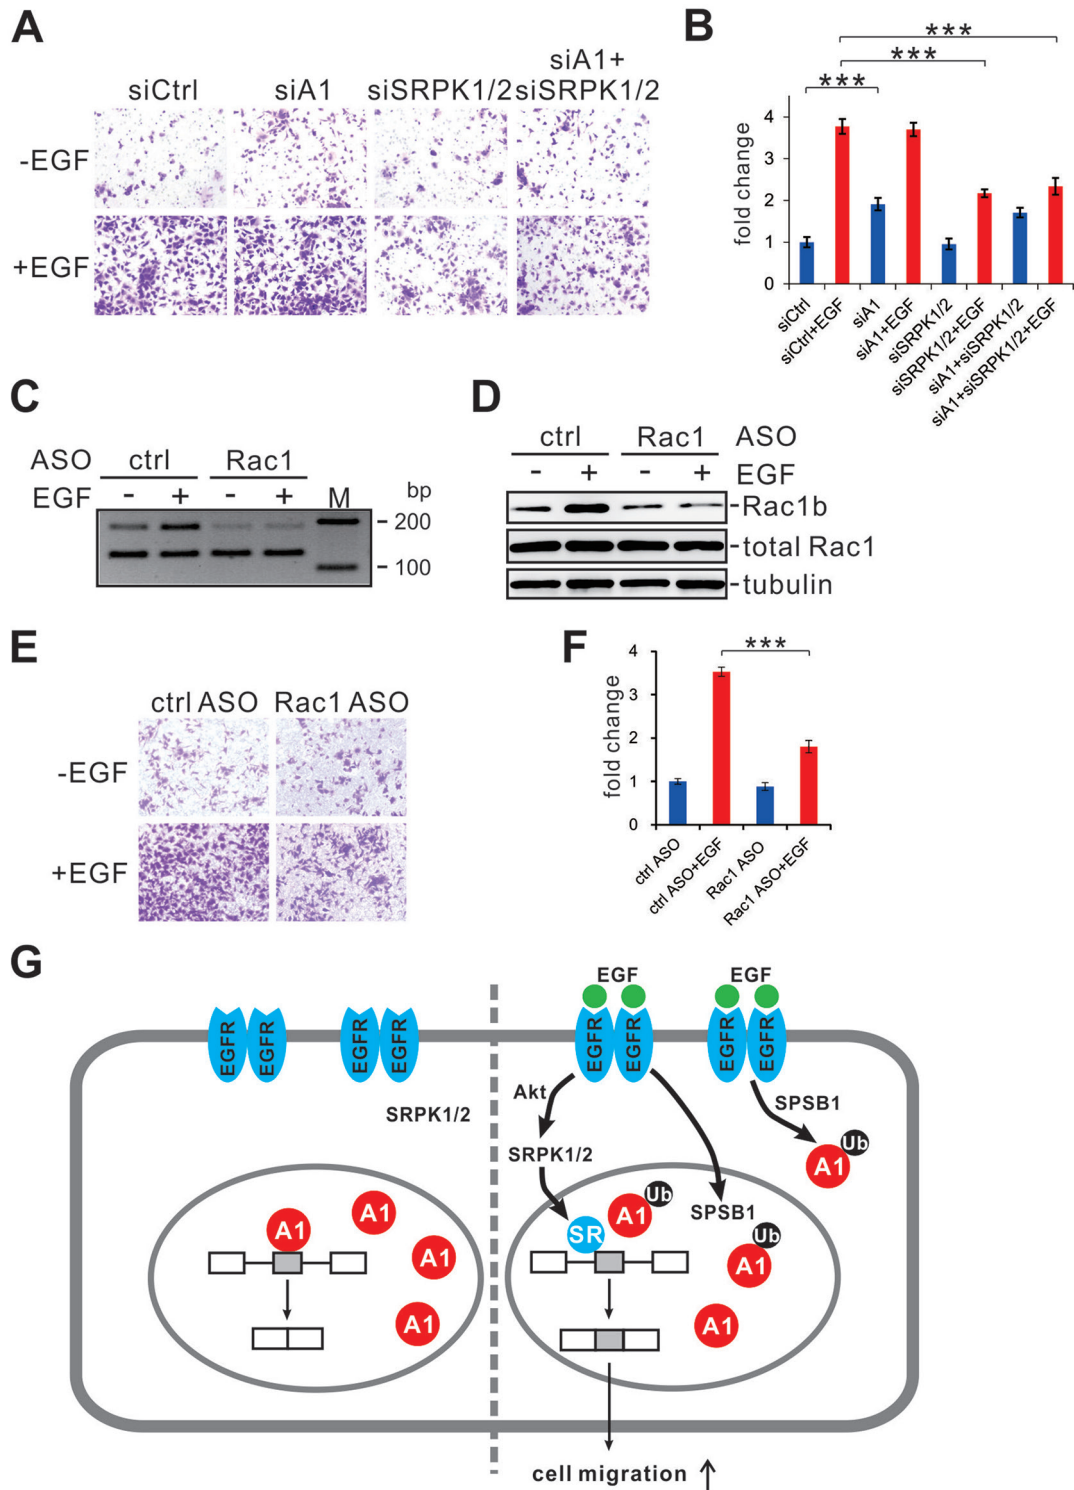 A
siCtrl siA1 siSRPK1/2 siA1+
siSRPK1/2
-EGF
+EGF
B
***
***
***
fold change
4
3
2
1
0
siCtrl
siCtrl+EGF
siA1
siA1+EGF
siSRPK1/2
siSRPK1/2+EGF
siA1+siSRPK1/2
siA1+siSRPK1/2+EGF
C
ASO ctrl Rac1
EGF - + - + M bp
200
100
D
ctrl Rac1 ASO
- + - + EGF
Rac1b
total Rac1
tubulin
E
ctrl ASO Rac1 ASO
-EGF
+EGF
F
***
fold change
4
3
2
1
0
ctrl ASO
ctrl ASO+EGF
Rac1 ASO
Rac1 ASO+EGF
G
EGF EGF
EGFR EGFR EGFR EGFR EGFR EGFR EGFR EGFR
Akt
SRPK1/2
SPSB1
SRPK1/2
Ub
A1
Ub
A1
SPSB1
A1
A1
SR
Ub
A1
A1
A1
A1
cell migration ↑